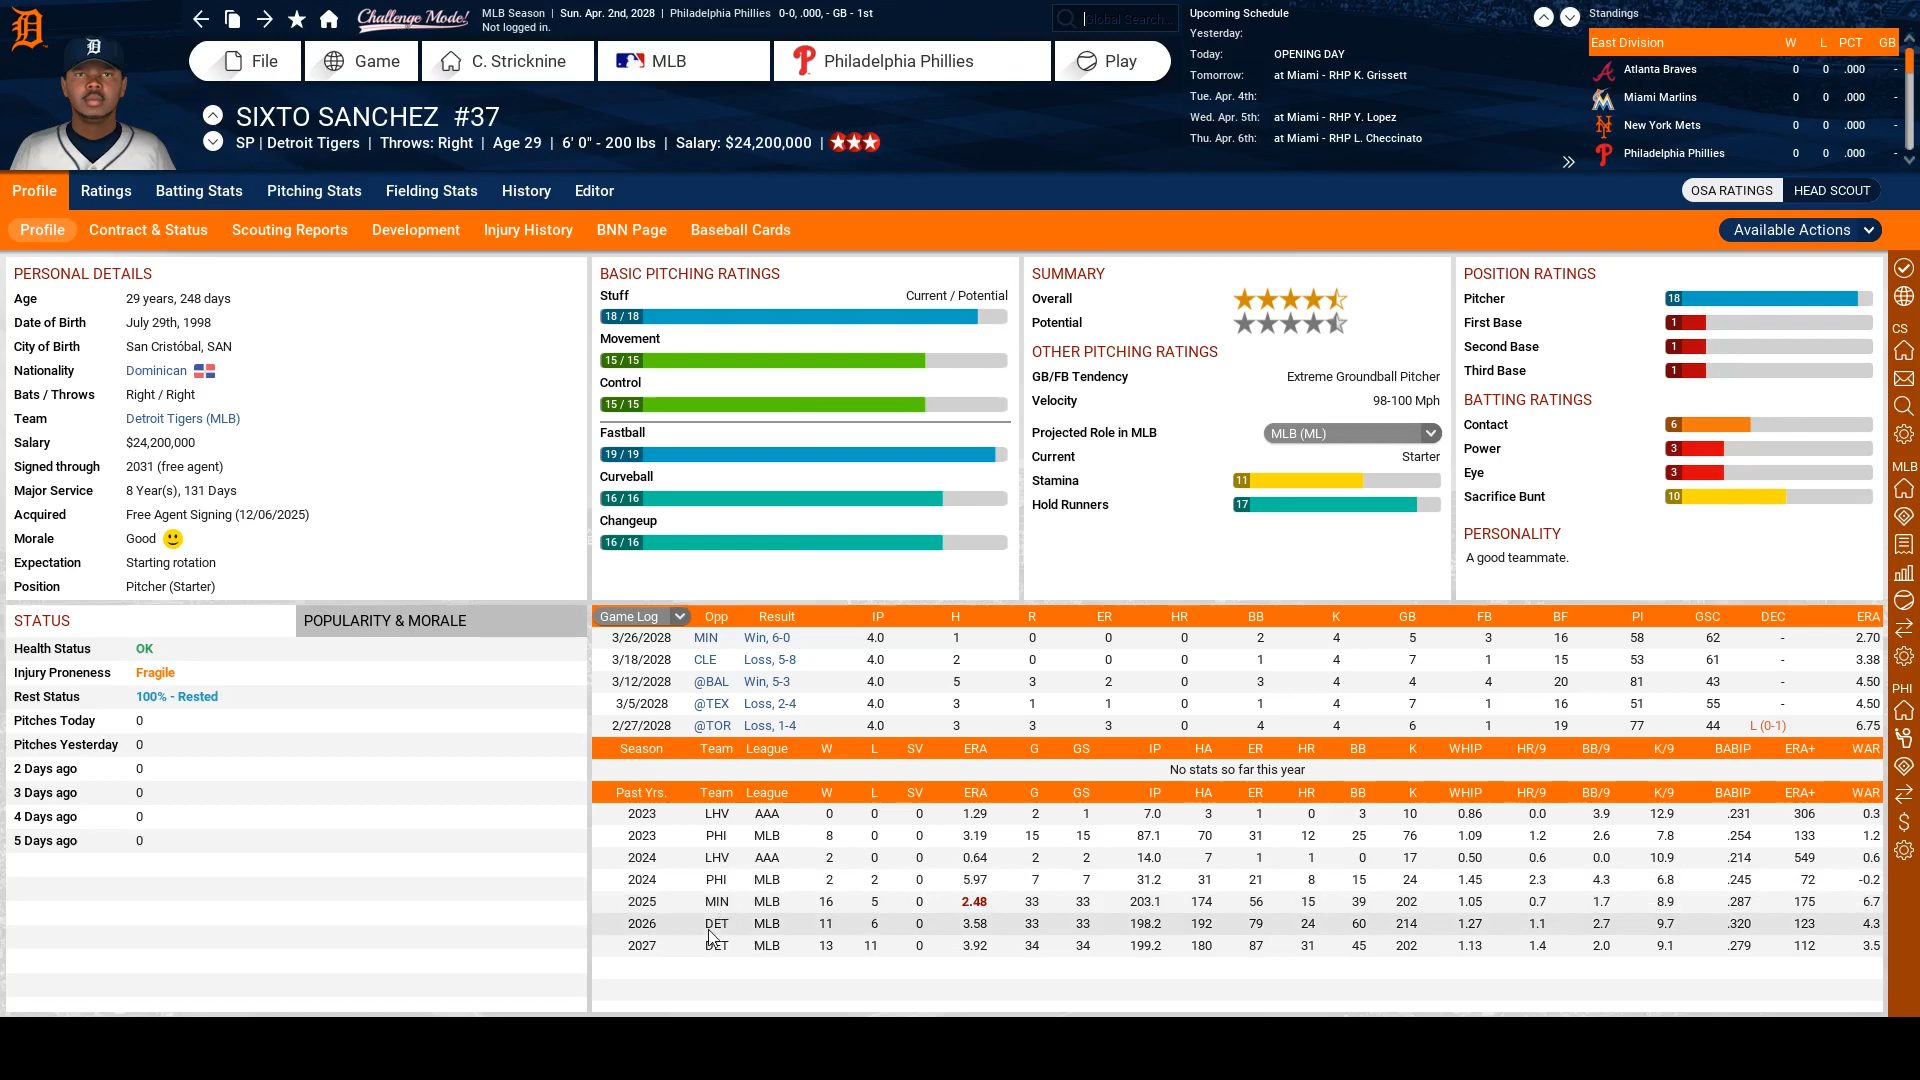 Challenge Mode!
MLB Season | Sun. Apr. 2nd, 2028 | Philadelphia Phillies 0-0, .000, - GB - 1st
Not logged in.
Global Search...
File
Game
C. Stricknine
MLB
Philadelphia Phillies
Play
SIXTO SANCHEZ #37
SP | Detroit Tigers | Throws: Right | Age 29 | 6' 0" - 200 lbs | Salary: $24,200,000 |
Upcoming Schedule
Yesterday:
Today: OPENING DAY
Tomorrow: at Miami - RHP K. Grissett
Tue. Apr. 4th:
Wed. Apr. 5th: at Miami - RHP Y. Lopez
Thu. Apr. 6th: at Miami - RHP L. Checcinato
Standings
East Division W L PCT GB
Atlanta Braves 0 0 .000 -
Miami Marlins 0 0 .000 -
New York Mets 0 0 .000 -
Philadelphia Phillies 0 0 .000 -
Profile Ratings Batting Stats Pitching Stats Fielding Stats History Editor
OSA RATINGS HEAD SCOUT
Profile Contract & Status Scouting Reports Development Injury History BNN Page Baseball Cards
Available Actions
PERSONAL DETAILS
Age 29 years, 248 days
Date of Birth July 29th, 1998
City of Birth San Cristóbal, SAN
Nationality Dominican
Bats / Throws Right / Right
Team Detroit Tigers (MLB)
Salary $24,200,000
Signed through 2031 (free agent)
Major Service 8 Year(s), 131 Days
Acquired Free Agent Signing (12/06/2025)
Morale Good
Expectation Starting rotation
Position Pitcher (Starter)
BASIC PITCHING RATINGS
Stuff Current / Potential
18 / 18
Movement
15 / 15
Control
15 / 15
Fastball
19 / 19
Curveball
16 / 16
Changeup
16 / 16
SUMMARY
Overall
Potential
OTHER PITCHING RATINGS
GB/FB Tendency Extreme Groundball Pitcher
Velocity 98-100 Mph
Projected Role in MLB MLB (ML)
Current Starter
Stamina 11
Hold Runners 17
POSITION RATINGS
Pitcher 18
First Base 1
Second Base 1
Third Base 1
BATTING RATINGS
Contact 6
Power 3
Eye 3
Sacrifice Bunt 10
PERSONALITY
A good teammate.
CS
MLB
PHI
STATUS POPULARITY & MORALE
Health Status OK
Injury Proneness Fragile
Rest Status 100% - Rested
Pitches Today 0
Pitches Yesterday 0
2 Days ago 0
3 Days ago 0
4 Days ago 0
5 Days ago 0
Game Log Opp Result IP H R ER HR BB K GB FB BF PI GSC DEC ERA
3/26/2028 MIN Win, 6-0 4.0 1 0 0 0 2 4 5 3 16 58 62 - 2.70
3/18/2028 CLE Loss, 5-8 4.0 2 0 0 0 1 4 7 1 15 53 61 - 3.38
3/12/2028 @BAL Win, 5-3 4.0 5 3 2 0 3 4 4 4 20 81 43 - 4.50
3/5/2028 @TEX Loss, 2-4 4.0 3 1 1 0 1 4 7 1 16 51 55 - 4.50
2/27/2028 @TOR Loss, 1-4 4.0 3 3 3 0 4 4 6 1 19 77 44 L (0-1) 6.75
Season Team League W L SV ERA G GS IP HA ER HR BB K WHIP HR/9 BB/9 K/9 BABIP ERA+ WAR
No stats so far this year
Past Yrs. Team League W L SV ERA G GS IP HA ER HR BB K WHIP HR/9 BB/9 K/9 BABIP ERA+ WAR
2023 LHV AAA 0 0 0 1.29 2 1 7.0 3 1 0 3 10 0.86 0.0 3.9 12.9 .231 306 0.3
2023 PHI MLB 8 0 0 3.19 15 15 87.1 70 31 12 25 76 1.09 1.2 2.6 7.8 .254 133 1.2
2024 LHV AAA 2 0 0 0.64 2 2 14.0 7 1 1 0 17 0.50 0.6 0.0 10.9 .214 549 0.6
2024 PHI MLB 2 2 0 5.97 7 7 31.2 31 21 8 15 24 1.45 2.3 4.3 6.8 .245 72 -0.2
2025 MIN MLB 16 5 0 2.48 33 33 203.1 174 56 15 39 202 1.05 0.7 1.7 8.9 .287 175 6.7
2026 DET MLB 11 6 0 3.58 33 33 198.2 192 79 24 60 214 1.27 1.1 2.7 9.7 .320 123 4.3
2027 DET MLB 13 11 0 3.92 34 34 199.2 180 87 31 45 202 1.13 1.4 2.0 9.1 .279 112 3.5